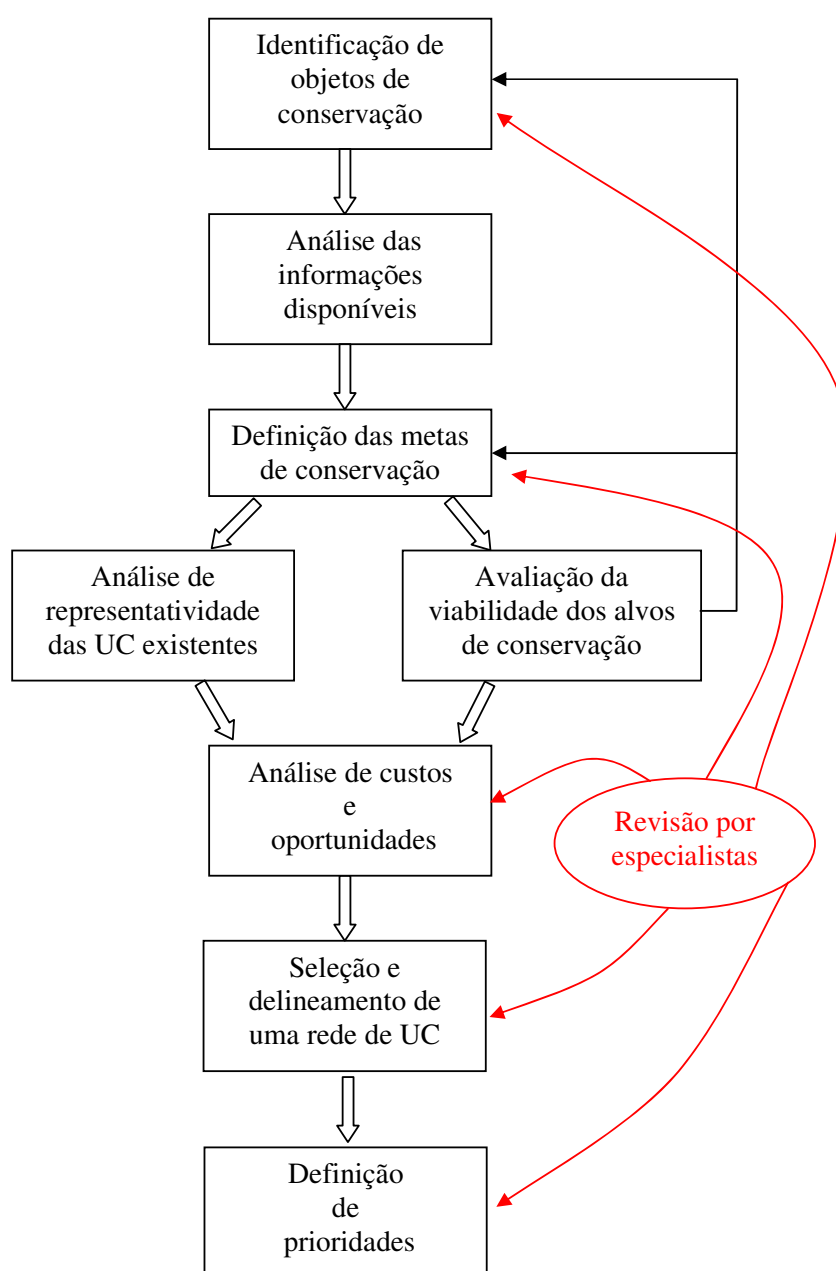 Identificação de
objetos de
conservação
Análise das
informações
disponíveis
Definição das metas
de conservação
Análise de
representatividade
das UC existentes
Avaliação da
viabilidade dos alvos
de conservação
Análise de custos
e
oportunidades
Revisão por
especialistas
Seleção e
delineamento de
uma rede de UC
Definição
de
prioridades